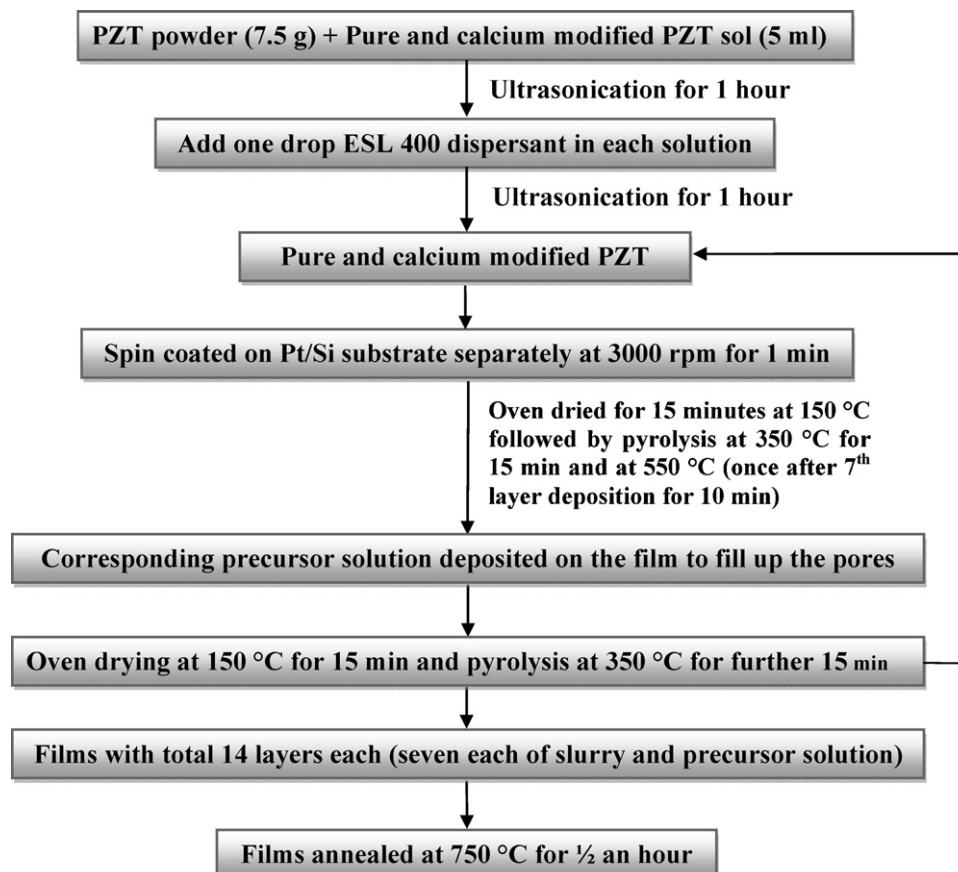 PZT powder (7.5 g) + Pure and calcium modified PZT sol (5 ml)
Ultrasonication for 1 hour
Add one drop ESL 400 dispersant in each solution
Ultrasonication for 1 hour
Pure and calcium modified PZT
Spin coated on Pt/Si substrate separately at 3000 rpm for 1 min
Oven dried for 15 minutes at 150 °C
followed by pyrolysis at 350 °C for
15 min and at 550 °C (once after 7th
layer deposition for 10 min)
Corresponding precursor solution deposited on the film to fill up the pores
Oven drying at 150 °C for 15 min and pyrolysis at 350 °C for further 15 min
Films with total 14 layers each (seven each of slurry and precursor solution)
Films annealed at 750 °C for ½ an hour